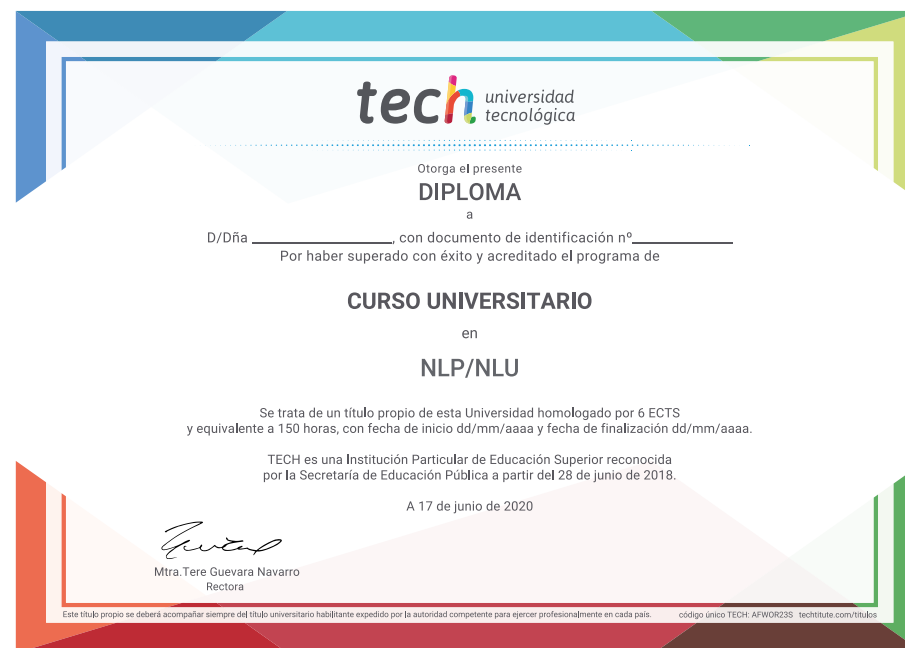 tech universidad
tecnológica
Otorga el presente
DIPLOMA
a
D/Dña ____________________, con documento de identificación nº______________
Por haber superado con éxito y acreditado el programa de
CURSO UNIVERSITARIO
en
NLP/NLU
Se trata de un título propio de esta Universidad homologado por 6 ECTS
y equivalente a 150 horas, con fecha de inicio dd/mm/aaaa y fecha de finalización dd/mm/aaaa.
TECH es una Institución Particular de Educación Superior reconocida
por la Secretaría de Educación Pública a partir del 28 de junio de 2018.
A 17 de junio de 2020
Mtra.Tere Guevara Navarro
Rectora
Este título propio se deberá acompañar siempre del título universitario habilitante expedido por la autoridad competente para ejercer profesionalmente en cada país. código único TECH: AFWOR23S techtitute.com/titulos